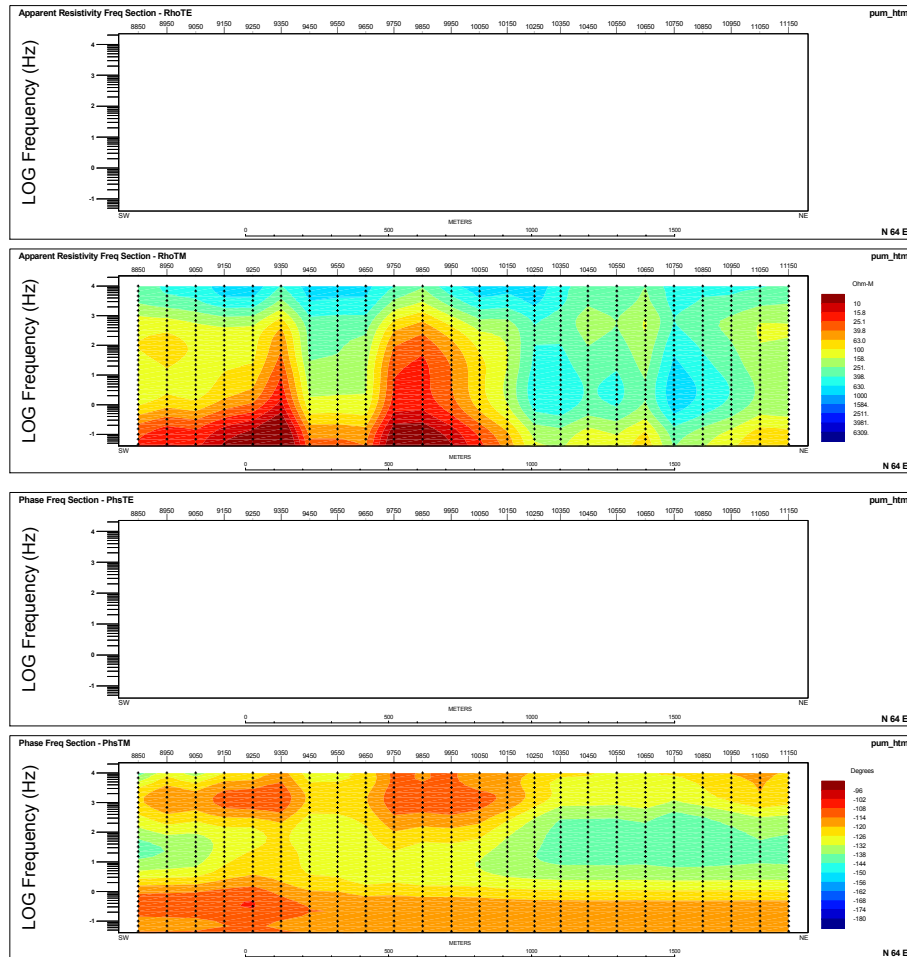 Apparent Resistivity Freq Section - RhoTE pum_htm
8850 8950 9050 9150 9250 9350 9450 9550 9650 9750 9850 9950 10050 10150 10250 10350 10450 10550 10650 10750 10850 10950 11050 11150
LOG Frequency (Hz)
4
3
2
1
0
-1
SW METERS NE
0 500 1000 1500
N 64 E
Apparent Resistivity Freq Section - RhoTM pum_htm
8850 8950 9050 9150 9250 9350 9450 9550 9650 9750 9850 9950 10050 10150 10250 10350 10450 10550 10650 10750 10850 10950 11050 11150
LOG Frequency (Hz)
4
3
2
1
0
-1
Ohm-M
10
15.8
25.1
39.8
63.0
100
158.
251.
398.
630.
1000
1584.
2511.
3981.
6309.
SW METERS NE
0 500 1000 1500
N 64 E
Phase Freq Section - PhsTE pum_htm
8850 8950 9050 9150 9250 9350 9450 9550 9650 9750 9850 9950 10050 10150 10250 10350 10450 10550 10650 10750 10850 10950 11050 11150
LOG Frequency (Hz)
4
3
2
1
0
-1
SW METERS NE
0 500 1000 1500
N 64 E
Phase Freq Section - PhsTM pum_htm
8850 8950 9050 9150 9250 9350 9450 9550 9650 9750 9850 9950 10050 10150 10250 10350 10450 10550 10650 10750 10850 10950 11050 11150
LOG Frequency (Hz)
4
3
2
1
0
-1
Degrees
-96
-102
-108
-114
-120
-126
-132
-138
-144
-150
-156
-162
-168
-174
-180
SW METERS NE
0 500 1000 1500
N 64 E